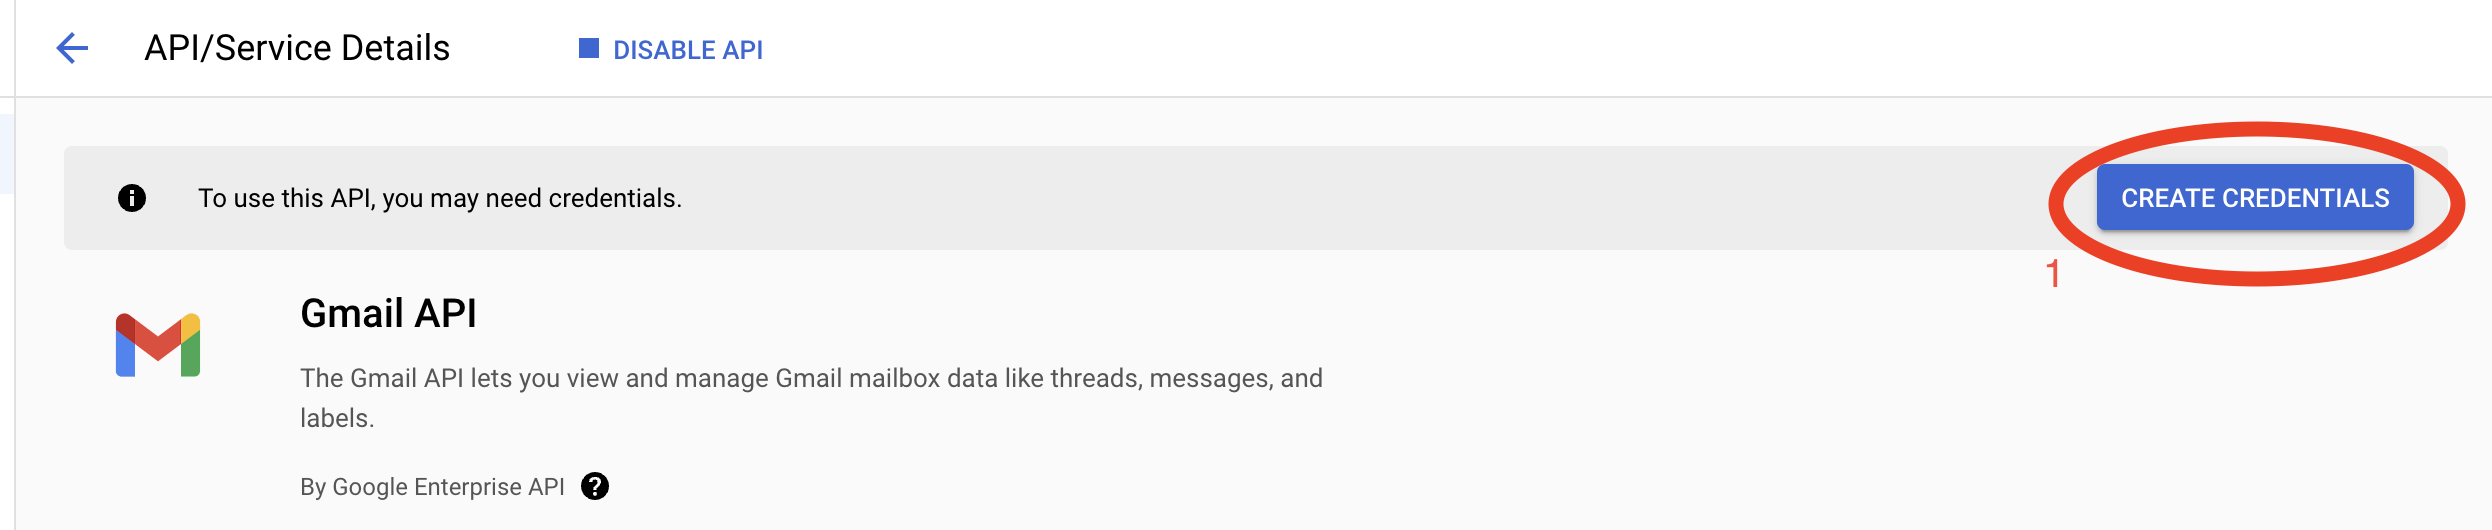 API/Service Details
DISABLE API
To use this API, you may need credentials.
CREATE CREDENTIALS
1
Gmail API
The Gmail API lets you view and manage Gmail mailbox data like threads, messages, and
labels.
By Google Enterprise API